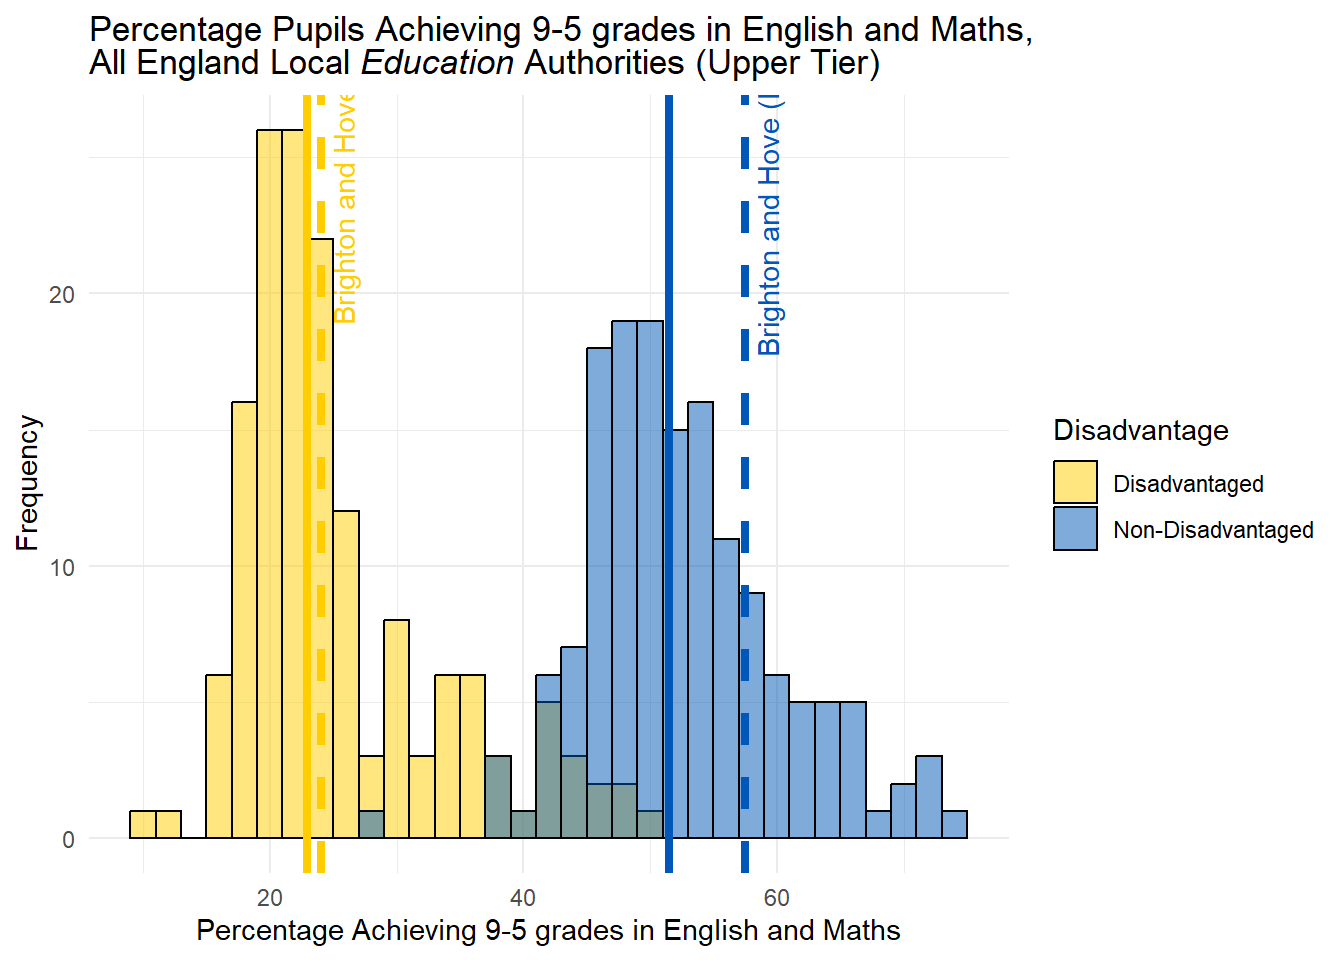 Percentage Pupils Achieving 9-5 grades in English and Maths,
All England Local Education Authorities (Upper Tier)
Brighton and Hove
Brighton and Hove (
20
10
0
Frequency
20
40
60
Percentage Achieving 9-5 grades in English and Maths
Disadvantage
Disadvantaged
Non-Disadvantaged